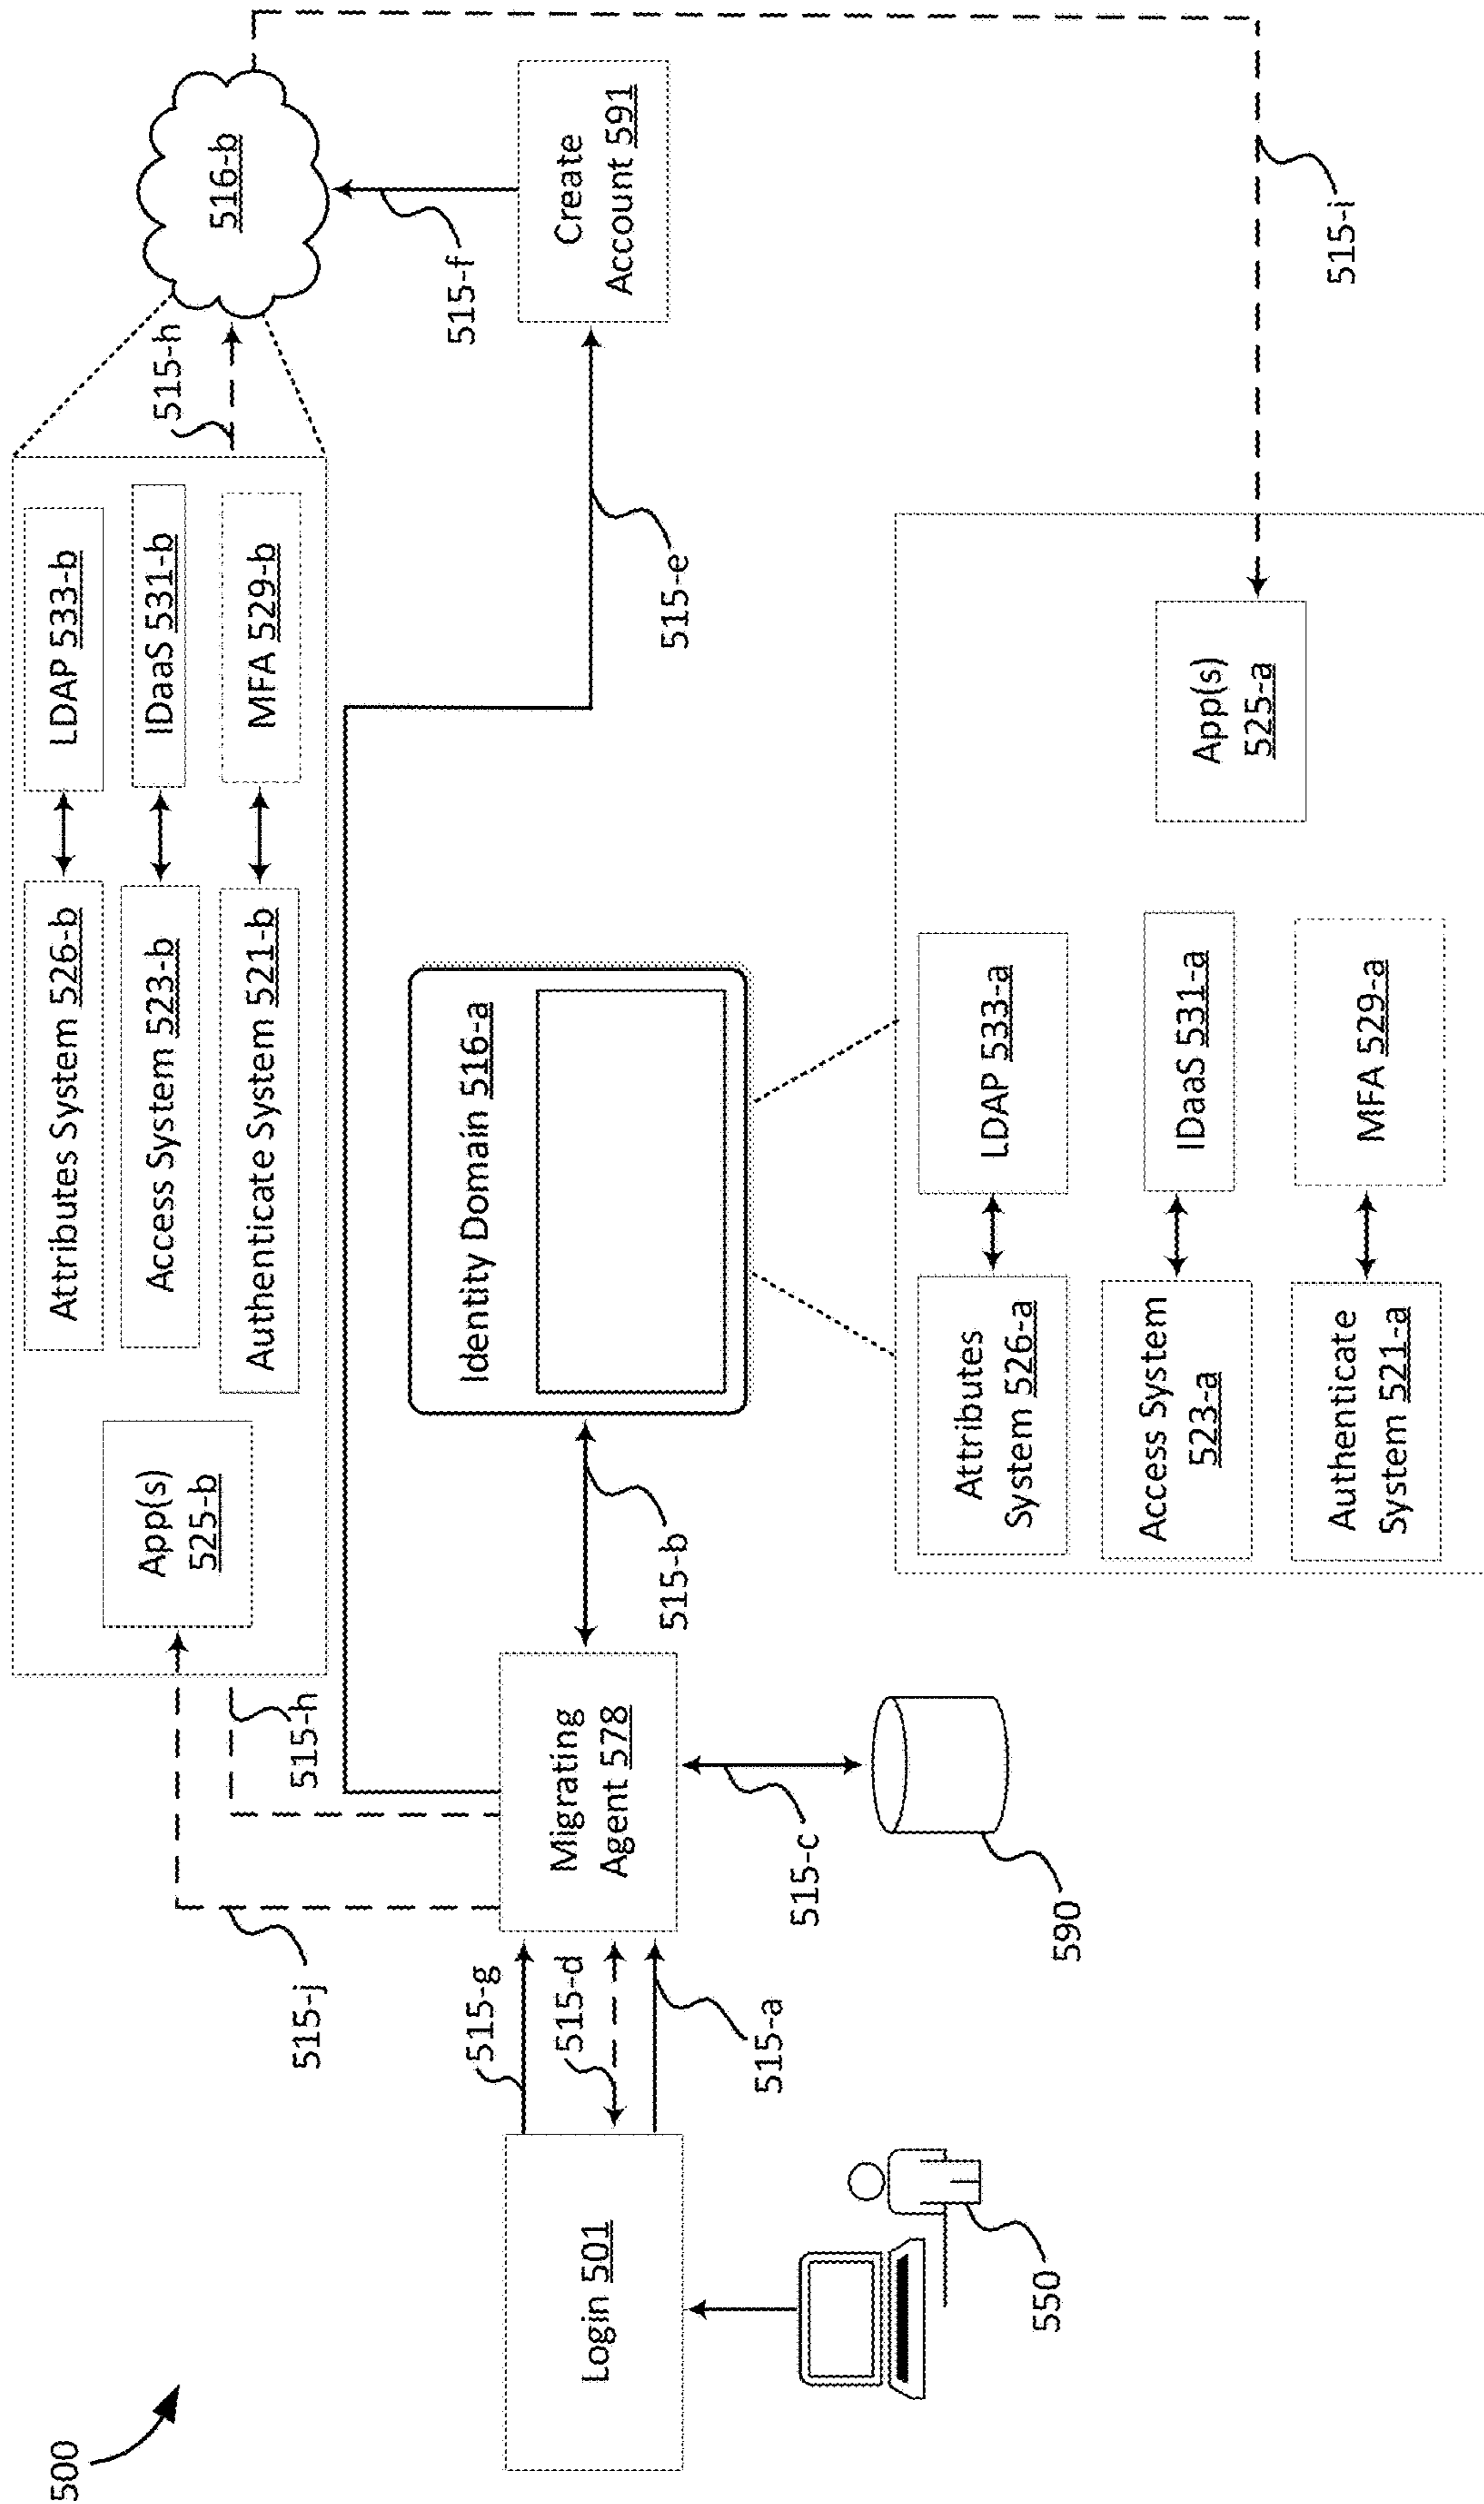 500
App(s)
525-b
Attributes System 526-b
LDAP 533-b
Access System 523-b
IDaaS 531-b
Authenticate System 521-b
MFA 529-b
515-h
516-b
515-j
515-h
515-f
Create
Account 591
515-e
Identity Domain 516-a
515-g
515-d
515-a
Login 501
Migrating
Agent 578
515-b
515-c
590
550
Attributes
System 526-a
LDAP 533-a
Access System
523-a
IDaaS 531-a
Authenticate
System 521-a
MFA 529-a
App(s)
525-a
515-i